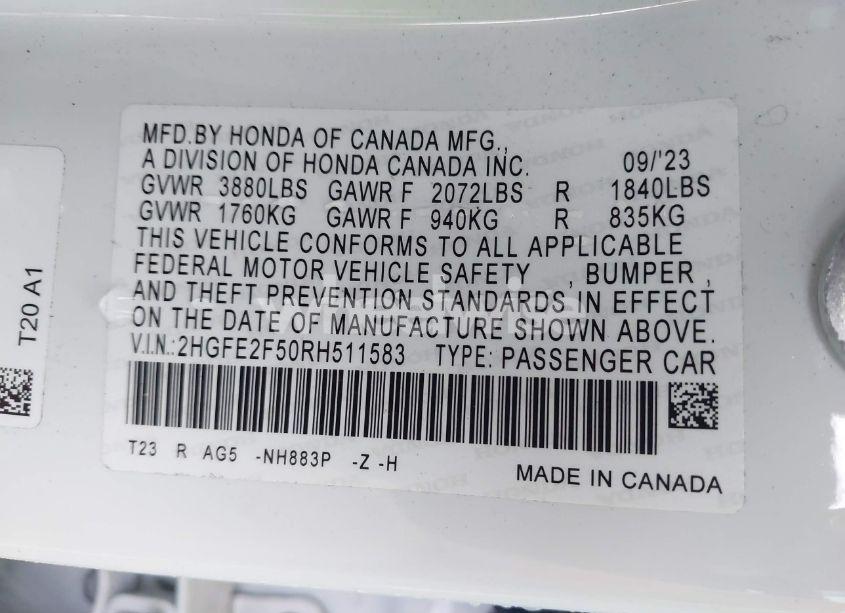 MFD.BY HONDA OF CANADA MFG.,
A DIVISION OF HONDA CANADA INC. 09/'23
GVWR 3880LBS GAWR F 2072LBS R 1840LBS
GVWR 1760KG GAWR F 940KG R 835KG
THIS VEHICLE CONFORMS TO ALL APPLICABLE
FEDERAL MOTOR VEHICLE SAFETY , BUMPER ,
AND THEFT PREVENTION STANDARDS IN EFFECT
ON THE DATE OF MANUFACTURE SHOWN ABOVE.
V.I.N.:2HGFE2F50RH511583 TYPE: PASSENGER CAR
T23 R AG5 -NH883P -Z -H
MADE IN CANADA
T20 A1